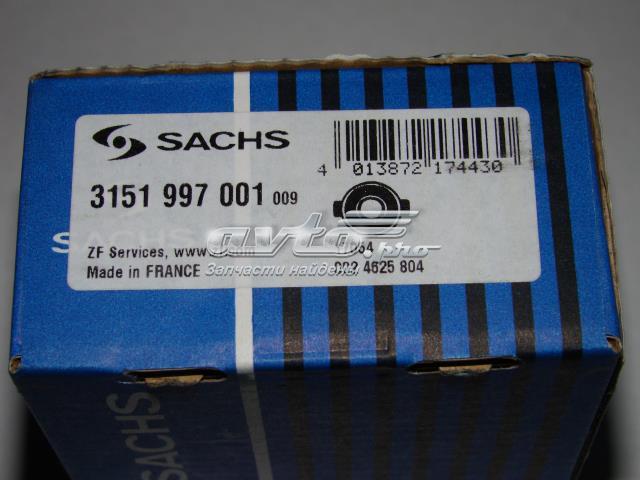 SACHS
4 013872 174430
3151 997 001 009
SACHS
ZF Services, www.
Made in FRANCE
4625 804
avto.pro
Запчасти найдены
SACHS